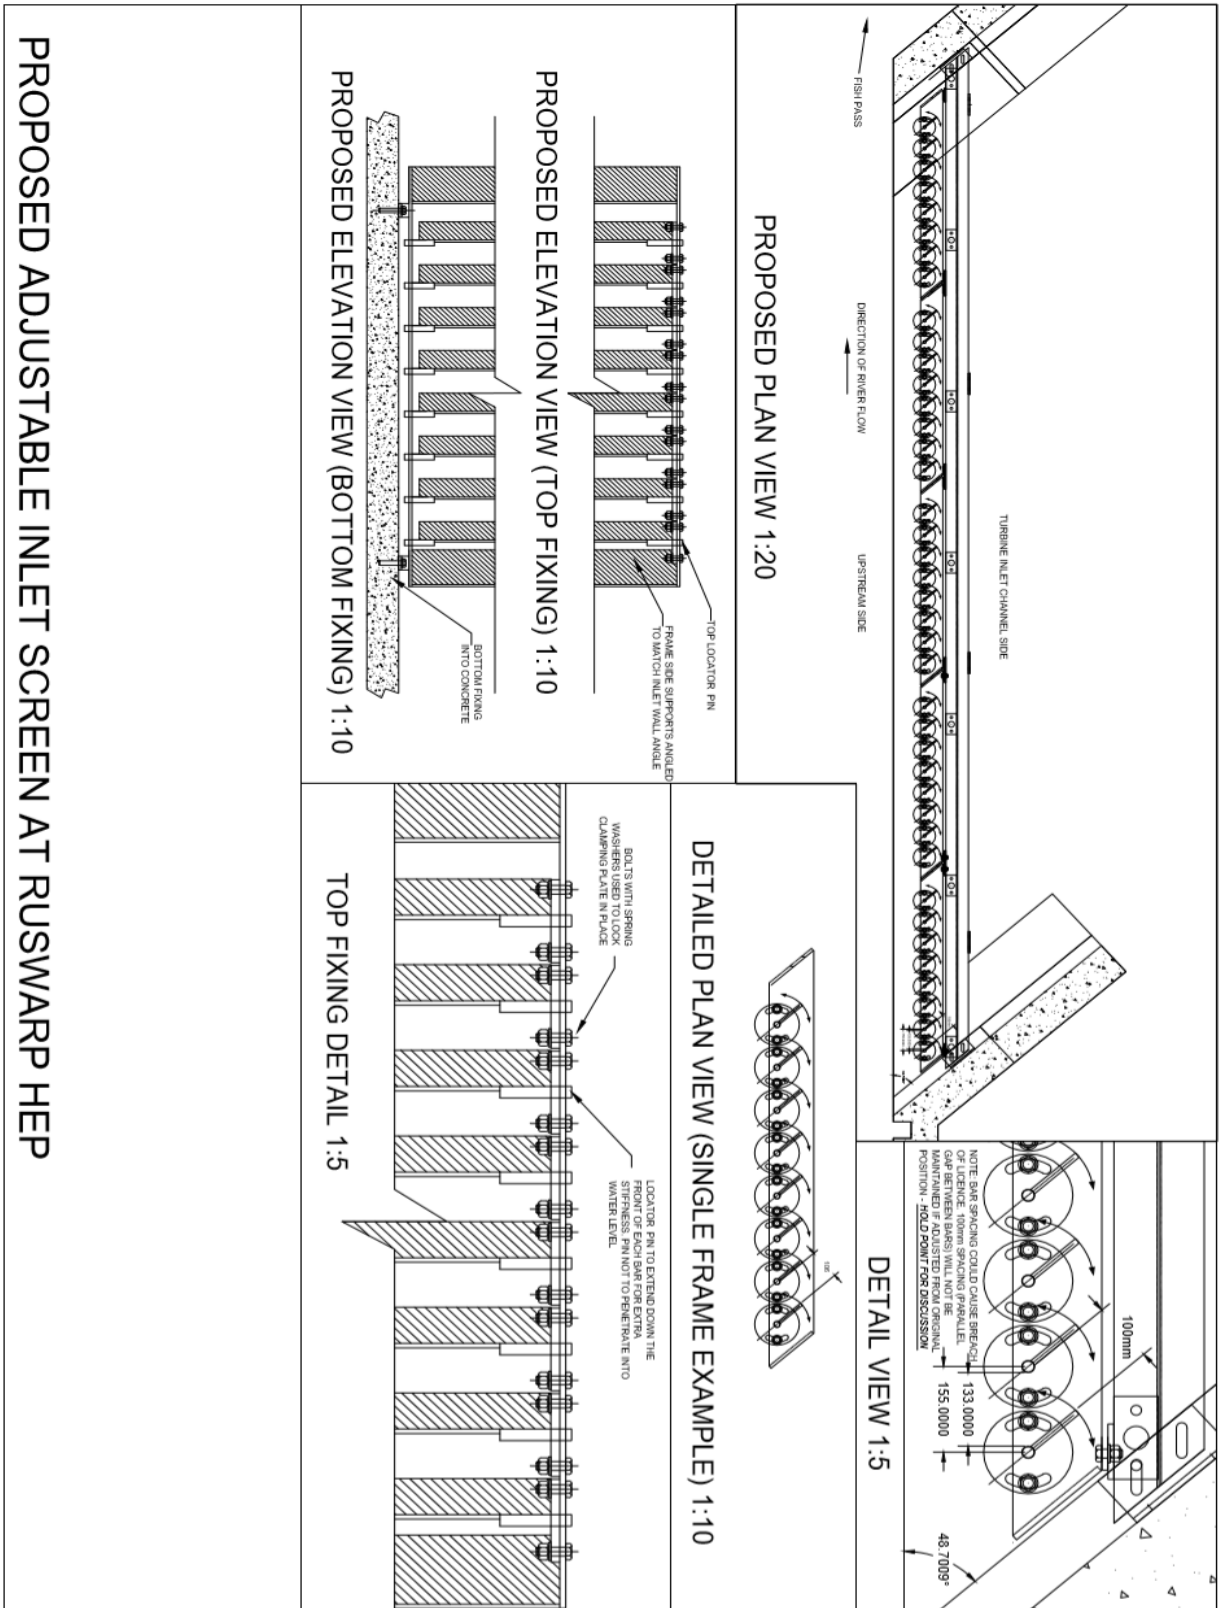 FISH PASS
DIRECTION OF RIVER FLOW
UPSTREAM SIDE
TURBINE INLET CHANNEL SIDE
PROPOSED PLAN VIEW 1:20
TOP LOCATOR PIN
FRAME SIDE SUPPORTS ANGLED
TO MATCH INLET WALL ANGLE
PROPOSED ELEVATION VIEW (TOP FIXING) 1:10
BOTTOM FIXING
INTO CONCRETE
PROPOSED ELEVATION VIEW (BOTTOM FIXING) 1:10
100mm
133.0000
155.0000
48.7009°
NOTE: BAR SPACING COULD CAUSE BREACH
OF LICENCE. 100mm SPACING (PARALLEL
GAP BETWEEN BARS) WILL NOT BE
MAINTAINED IF ADJUSTED FROM ORIGINAL
POSITION - HOLD POINT FOR DISCUSSION
DETAIL VIEW 1:5
DETAILED PLAN VIEW (SINGLE FRAME EXAMPLE) 1:10
BOLTS WITH SPRING
WASHERS USED TO LOCK
CLAMPING PLATE IN PLACE
LOCATOR PIN TO EXTEND DOWN THE
FRONT OF EACH BAR FOR EXTRA
STIFFNESS. PIN NOT TO PENETRATE INTO
WATER LEVEL
TOP FIXING DETAIL 1:5
PROPOSED ADJUSTABLE INLET SCREEN AT RUSWARP HEP